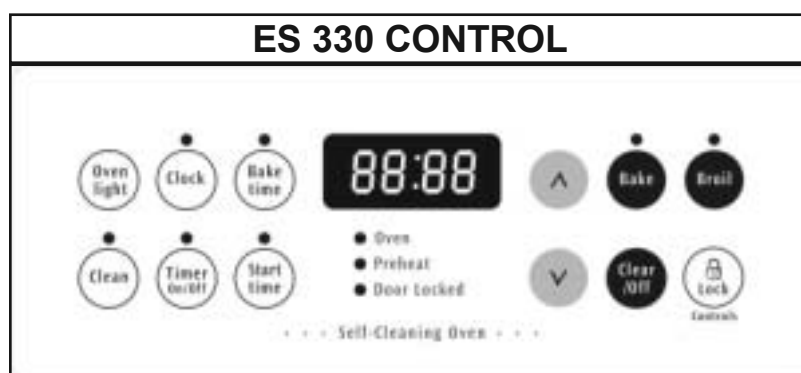 ES 330 CONTROL
Oven
light
Clock
Bake
time
88:88
^
Bake
Broil
Clean
Timer
On/Off
Start
time
Oven
Preheat
Door Locked
v
Clear
/Off
Lock
Controls
Self-Cleaning Oven